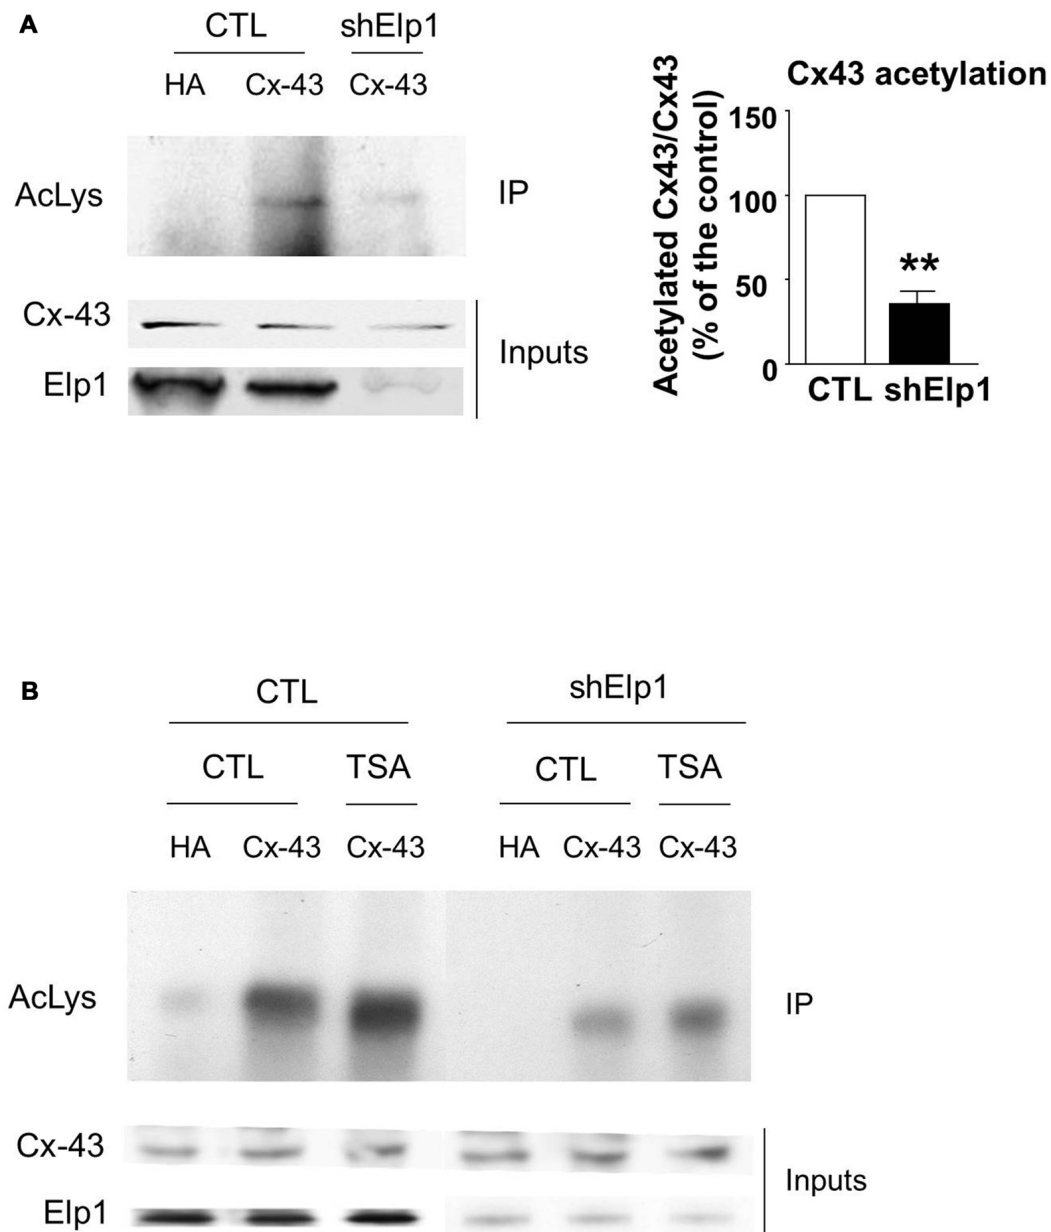 A
CTL shElp1
HA Cx-43 Cx-43
AcLys
IP
Cx-43
Elp1
Inputs
Cx43 acetylation
Acetylated Cx43/Cx43
(% of the control)
150
100
50
0
**
CTL shElp1
B
CTL shElp1
CTL TSA CTL TSA
HA Cx-43 Cx-43 HA Cx-43 Cx-43
AcLys
IP
Cx-43
Elp1
Inputs